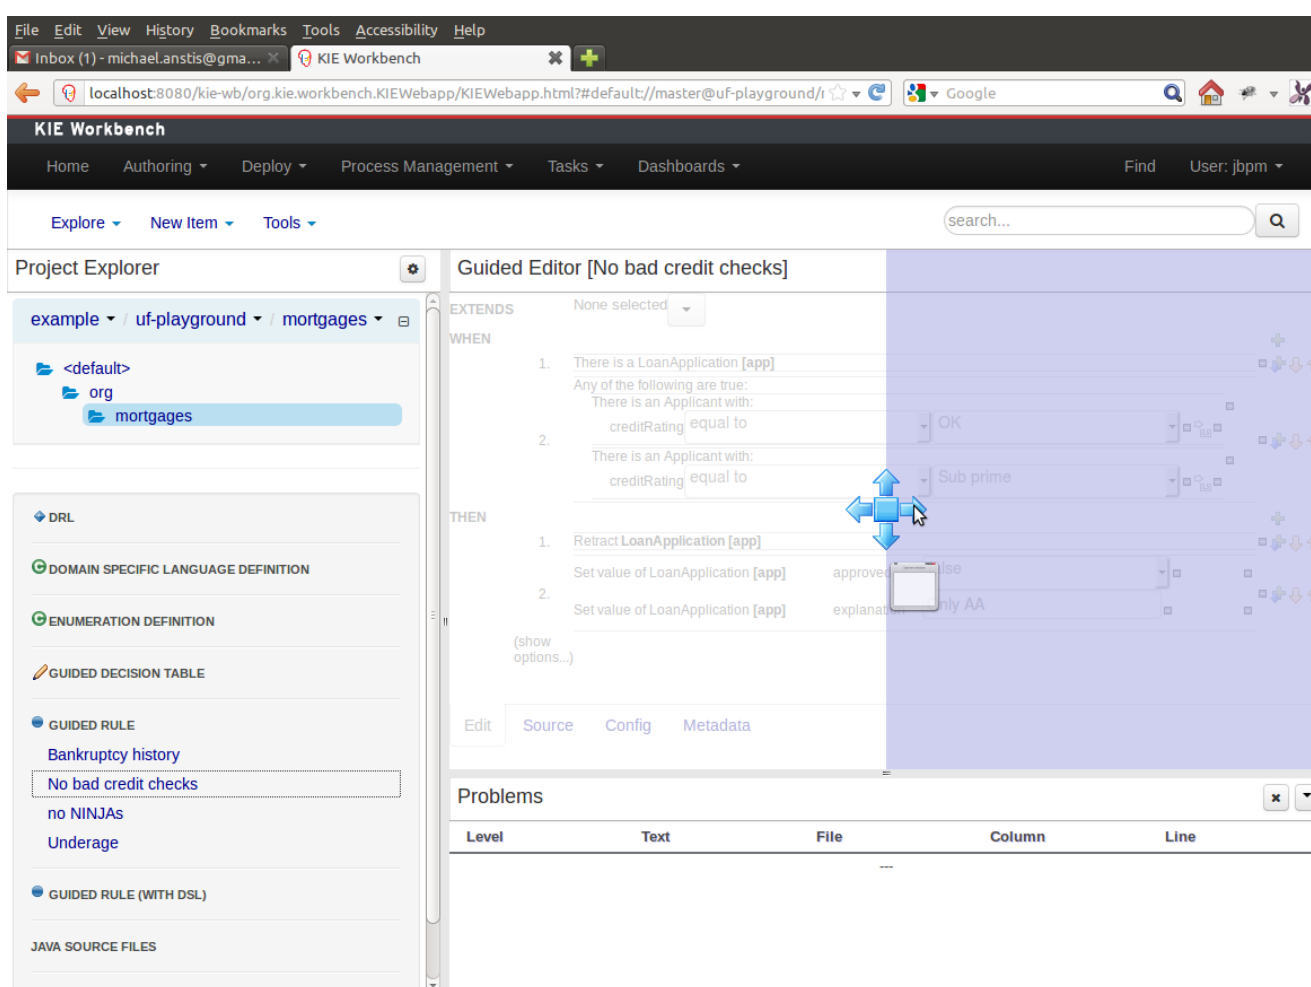 File Edit View History Bookmarks Tools Accessibility Help
Inbox (1) - michael.anstis@gma... KIE Workbench
localhost:8080/kie-wb/org.kie.workbench.KIEWebapp/KIEWebapp.html?#default://master@uf-playground/ Google
KIE Workbench
Home Authoring Deploy Process Management Tasks Dashboards Find User: jbpm
Explore New Item Tools search...
Project Explorer Guided Editor [No bad credit checks]
example / uf-playground / mortgages
<default>
org
mortgages
DRL
DOMAIN SPECIFIC LANGUAGE DEFINITION
ENUMERATION DEFINITION
GUIDED DECISION TABLE
GUIDED RULE
Bankruptcy history
No bad credit checks
no NINJAs
Underage
GUIDED RULE (WITH DSL)
JAVA SOURCE FILES
EXTENDS None selected
WHEN
1. There is a LoanApplication [app]
Any of the following are true:
There is an Applicant with:
creditRating equal to OK
2.
There is an Applicant with:
creditRating equal to Sub prime
THEN
1. Retract LoanApplication [app]
Set value of LoanApplication [app] approved
2.
Set value of LoanApplication [app] AA
(show
options...)
Edit Source Config Metadata
Problems
Level Text File Column Line
---